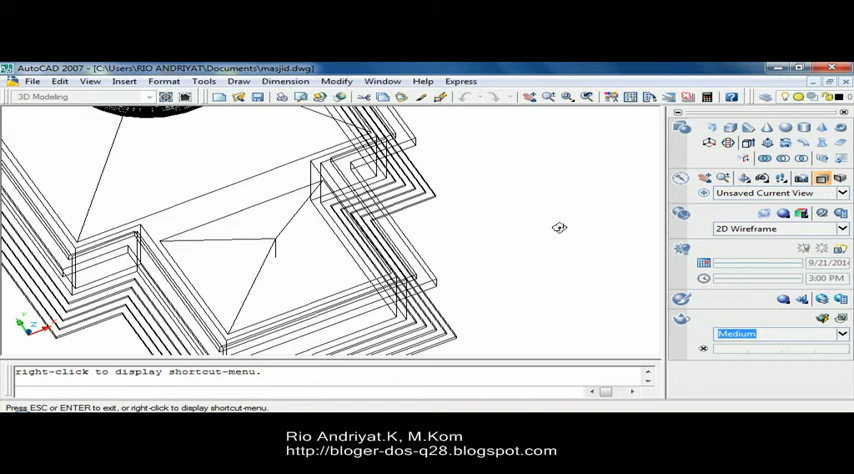 AutoCAD 2007 - [C:\Users\RIO ANDRIYAT\Documents\masjid.dwg]
File Edit View Insert Format Tools Draw Dimension Modify Window Help Express
3D Modeling
Unsaved Current View
2D Wireframe
9/21/201
3:00 PM
Medium
Y
Z
right-click to display shortcut-menu.
Press ESC or ENTER to exit, or right-click to display shortcut-menu.
Rio Andriyat.K, M.Kom
http://bloger-dos-q28.blogspot.com